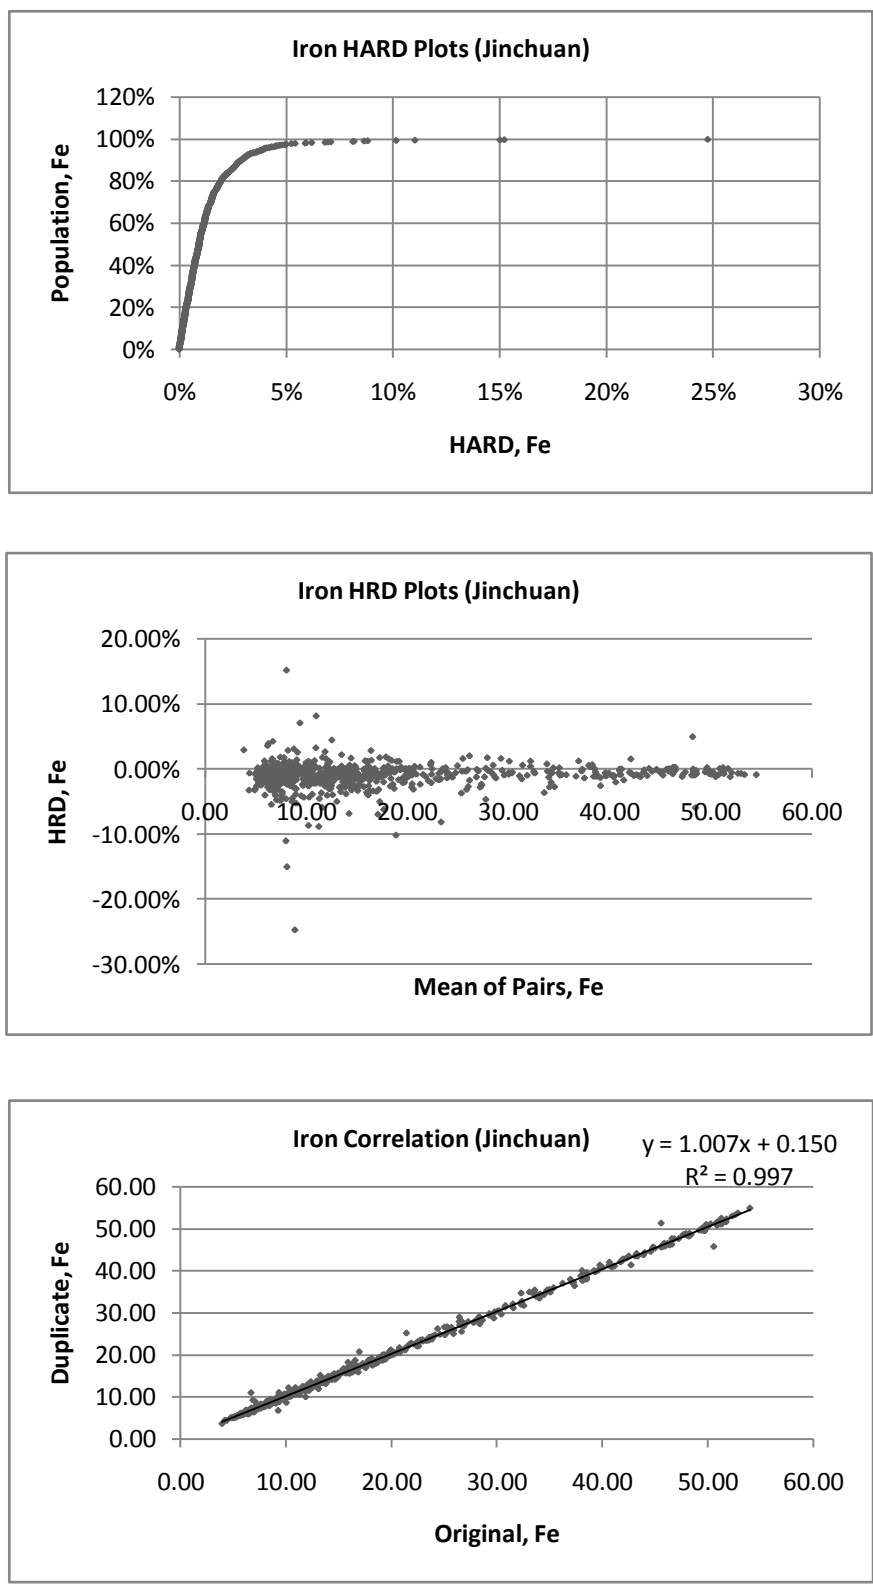 Iron HARD Plots (Jinchuan)
120%
100%
80%
60%
40%
20%
0%
Population, Fe
0% 5% 10% 15% 20% 25% 30%
HARD, Fe
Iron HRD Plots (Jinchuan)
20.00%
10.00%
0.00%
-10.00%
-20.00%
-30.00%
HRD, Fe
0.00 10.00 20.00 30.00 40.00 50.00 60.00
Mean of Pairs, Fe
Iron Correlation (Jinchuan)
y = 1.007x + 0.150
R² = 0.997
60.00
50.00
40.00
30.00
20.00
10.00
0.00
Duplicate, Fe
0.00 10.00 20.00 30.00 40.00 50.00 60.00
Original, Fe